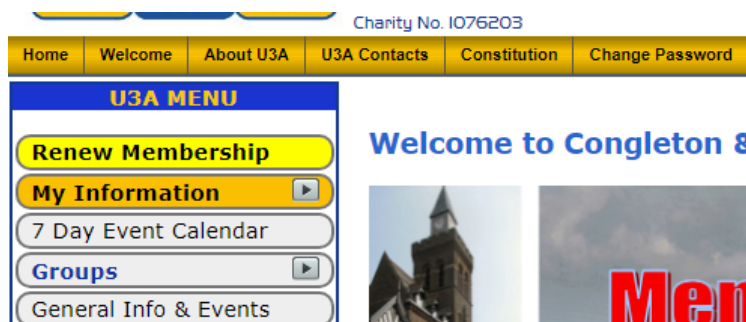 Charity No. 1076203
Home Welcome About U3A U3A Contacts Constitution Change Password
U3A MENU
Renew Membership
My Information
7 Day Event Calendar
Groups
General Info & Events
Welcome to Congleton &